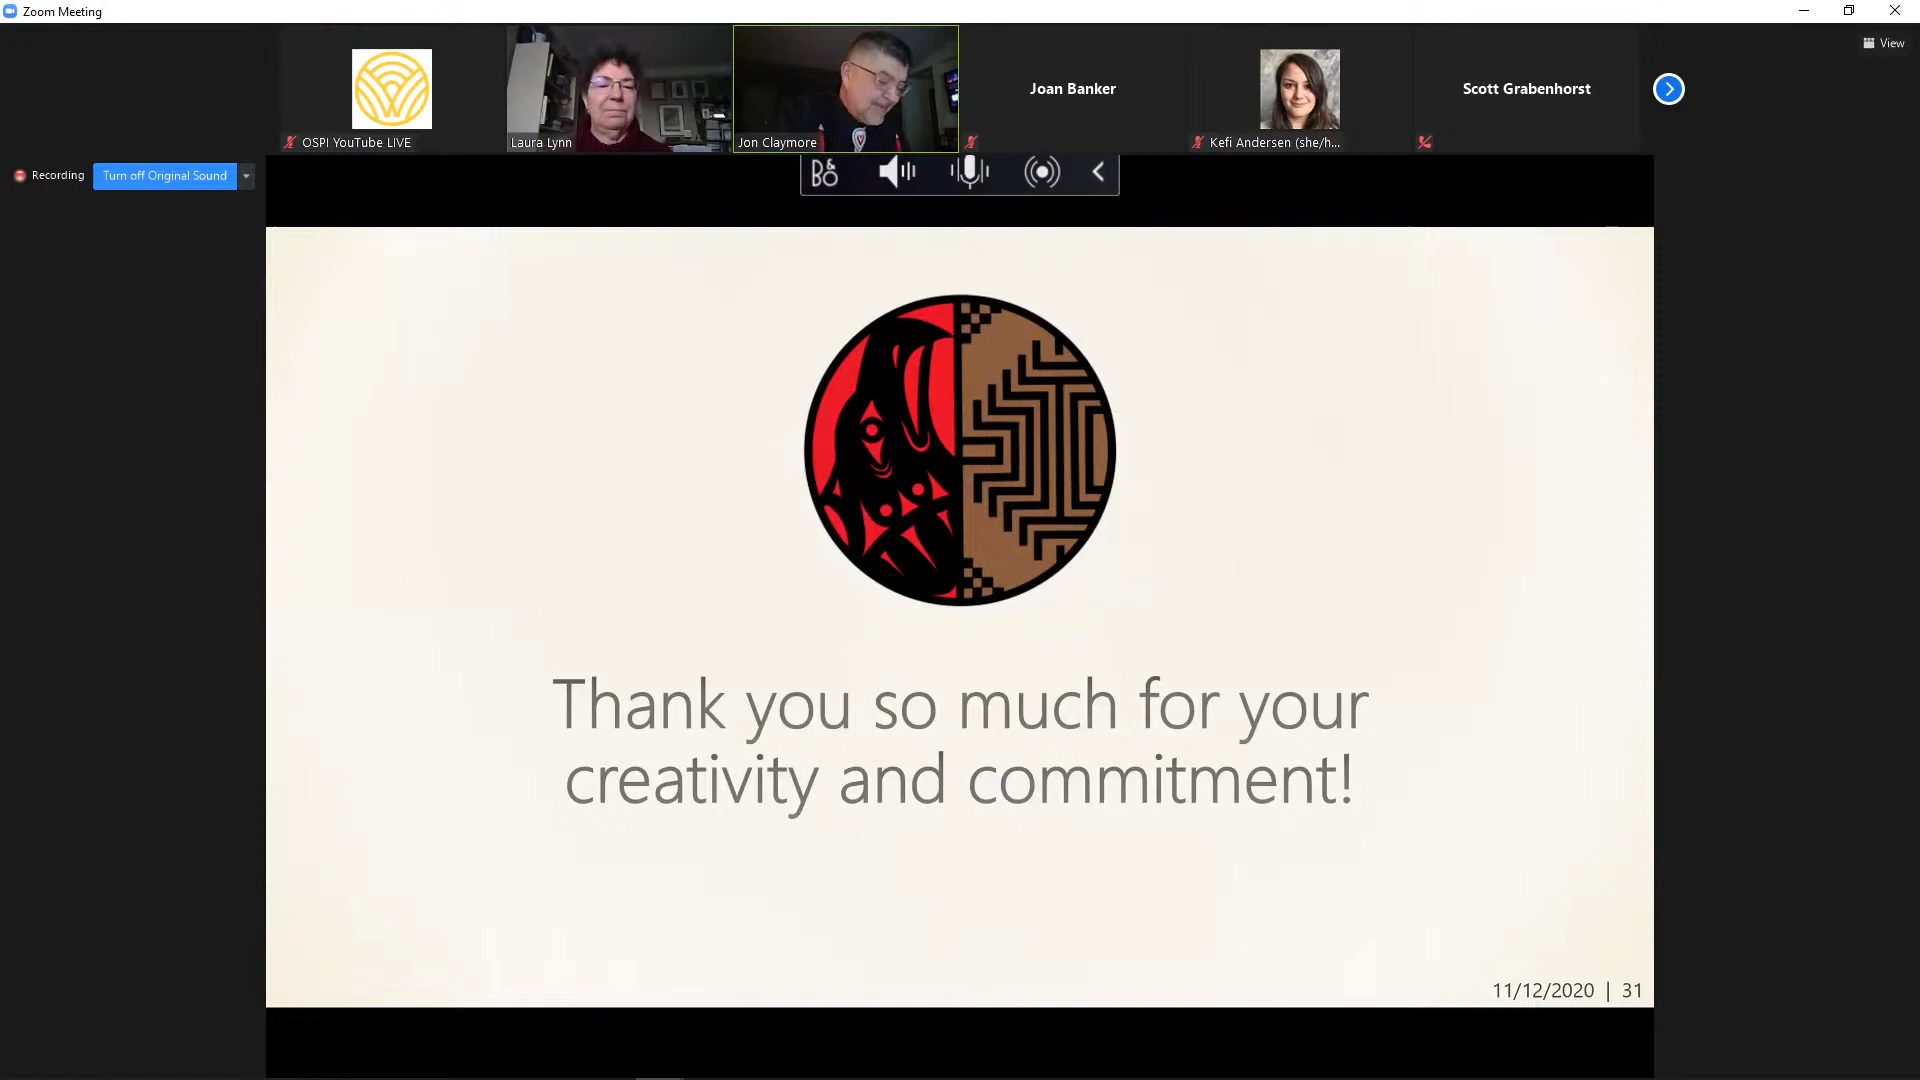 Zoom Meeting
View
Joan Banker
Scott Grabenhorst
OSPI YouTube LIVE
Laura Lynn
Jon Claymore
Kefi Andersen (she/h...
Recording
Turn off Original Sound
B&O
Thank you so much for your
creativity and commitment!
11/12/2020 | 31